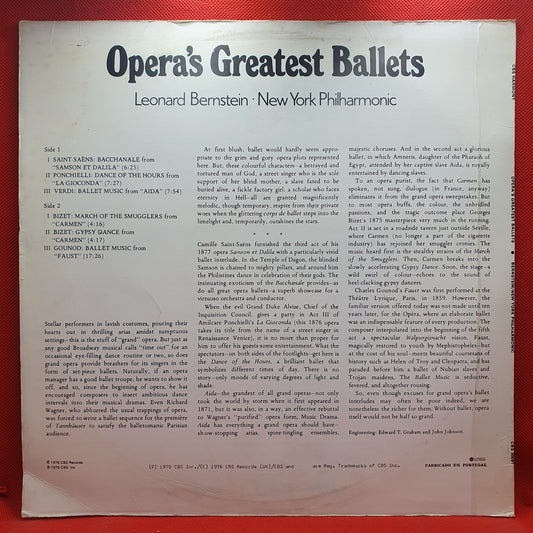 Opera's Greatest Ballets
Leonard Bernstein · New York Philharmonic
Side 1
I SAINT-SAËNS: BACCHANALE from
"SAMSON ET DALILA" (6:25)
II PONCHIELLI: DANCE OF THE HOURS from
"LA GIOCONDA" (7:27)
III VERDI: BALLET MUSIC from "AIDA" (7:54)
Side 2
I BIZET: MARCH OF THE SMUGGLERS from
"CARMEN" (4:16)
II BIZET: GYPSY DANCE from
"CARMEN" (4:17)
III GOUNOD: BALLET MUSIC from
"FAUST" (17:26)
Stellar performers in lavish costumes, pouring their
hearts out in thrilling arias amidst sumptuous
settings—this is the stuff of "grand" opera. But just as
any good Broadway musical calls "time out" for an
occasional eye-filling dance routine or two, so does
grand opera provide breathers for its singers in the
form of set-piece ballets. Naturally, if an opera
manager has a good ballet troupe, he wants to show it
off, and so, since the beginning of opera, he has
encouraged composers to insert ambitious dance
intervals into their musical dramas. Even Richard
Wagner, who abhorred the usual trappings of opera,
was forced to write a ballet sequence for the première
of Tannhäuser to satisfy the balletomanic Parisian
audience.
At first blush, ballet would hardly seem appro-
priate to the grim and gory opera plots represented
here. But, these colourful characters—a betrayed and
tortured man of God, a street singer who is the sole
support of her blind mother, a slave fated to be
buried alive, a fickle factory girl, a scholar who faces
eternity in Hell—all are granted magnificently
melodic, though temporary, respite from their private
woes when the glittering corps de ballet steps into the
limelight and, temporarily, outshines the stars.
* * *
Camille Saint-Saëns furnished the third act of his
1877 opera Samson et Dalila with a particularly vivid
ballet interlude. In the Temple of Dagon, the blinded
Samson is chained to mighty pillars, and around him
the Philistines dance in celebration of their gods. The
insinuating exoticism of the Bacchanale provides—as
do all great opera ballets—a superb showcase for a
virtuoso orchestra and conductor.
When the evil Grand Duke Alvise, Chief of the
Inquisition Council, gives a party in Act III of
Amilcare Ponchielli's La Gioconda (this 1876 opera
takes its title from the name of a street singer in
Renaissance Venice), it is no more than proper for
him to offer his guests some entertainment. What the
spectators—on both sides of the footlights—get here is
the Dance of the Hours, a brilliant ballet that
symbolizes different times of day. There is no
story—only moods of varying degrees of light and
shade.
Aida—the grandest of all grand operas—not only
took the world by storm when it first appeared in
1871, but it was also, in a way, an effective rebuttal
to Wagner's "purified" opera form, Music Drama.
Aida has everything a grand opera should have—
show-stopping arias, spine-tingling ensembles,
majestic choruses. And in the second act a glorious
ballet, in which Amneris, daughter of the Pharaoh of
Egypt, attended by her captive slave Aida, is royally
entertained by dancing slaves.
To an opera purist, the fact that Carmen has
spoken, not sung, dialogue (in France, anyway)
eliminates it from the grand opera sweepstakes. But
to most opera buffs, the colour, the unbridled
passions, and the tragic outcome place Georges
Bizet's 1875 masterpiece very much in the running.
Act II is set in a roadside tavern just outside Seville,
where Carmen (no longer a part of the cigarette
industry) has rejoined her smuggler cronies. The
music heard first is the stealthy strains of the March
of the Smugglers. Then, Carmen breaks into the
slowly accelerating Gypsy Dance. Soon, the stage—a
wild swirl of colour—echoes to the sound of
heel clacking gypsy dancers.
Charles Gounod's Faust was first performed at the
Théâtre Lyrique, Paris, in 1859. However, the
familiar version offered today was not made until ten
years later, for the Opéra, where an elaborate ballet
was an indispensable feature of every production. The
composer interpolated into the beginning of the fifth
act a spectacular Walpurgisnacht vision. Faust,
magically restored to youth by Mephistopheles—but
at the cost of his soul—meets beautiful courtesans of
history, such as Helen of Troy and Cleopatra, and has
paraded before him a ballet of Nubian slaves and
Trojan maidens. The Ballet Music is seductive,
fevered, and altogether rousing.
So, even though excuses for grand opera's ballet
interludes may often be poor indeed, we are
nonetheless the richer for them. Without ballet, opera
itself would not be half so grand.
Engineering: Edward T. Graham and John Johnson.
℗ 1970 CBS Records
© 1970 CBS Inc
(P) 1970 CBS Inc./(C) 1976 CBS Records (UK)/CBS and are Reg. Trademarks of CBS Inc.
FABRICADO EM PORTUGAL